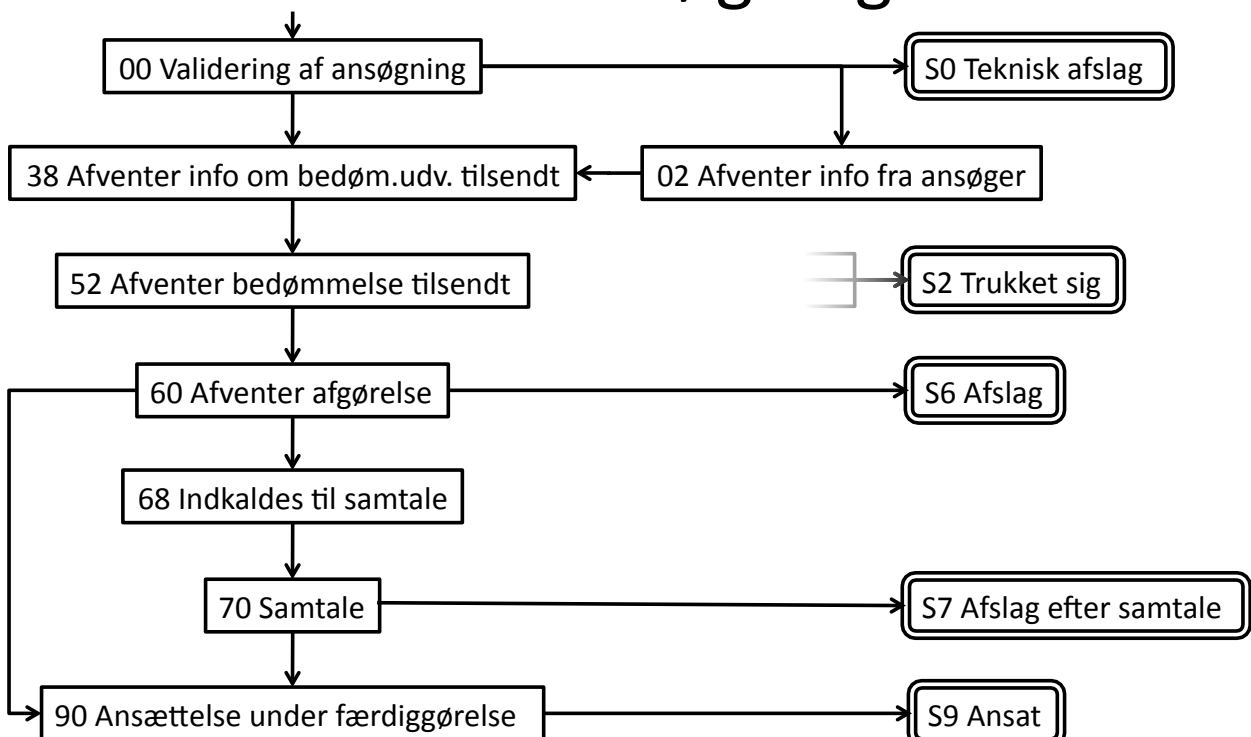 00 Validering af ansøgning
S0 Teknisk afslag
38 Afventer info om bedøm.udv. tilsendt
02 Afventer info fra ansøger
52 Afventer bedømmelse tilsendt
S2 Trukket sig
60 Afventer afgørelse
S6 Afslag
68 Indkaldes til samtale
70 Samtale
S7 Afslag efter samtale
90 Ansættelse under færdiggørelse
S9 Ansat